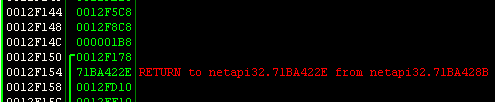 0012F144 0012F5C8
0012F148 0012F8C8
0012F14C 000001B8
0012F150 0012F178
0012F154 71BA422E RETURN to netapi32.71BA422E from netapi32.71BA428B
0012F158 0012FD10